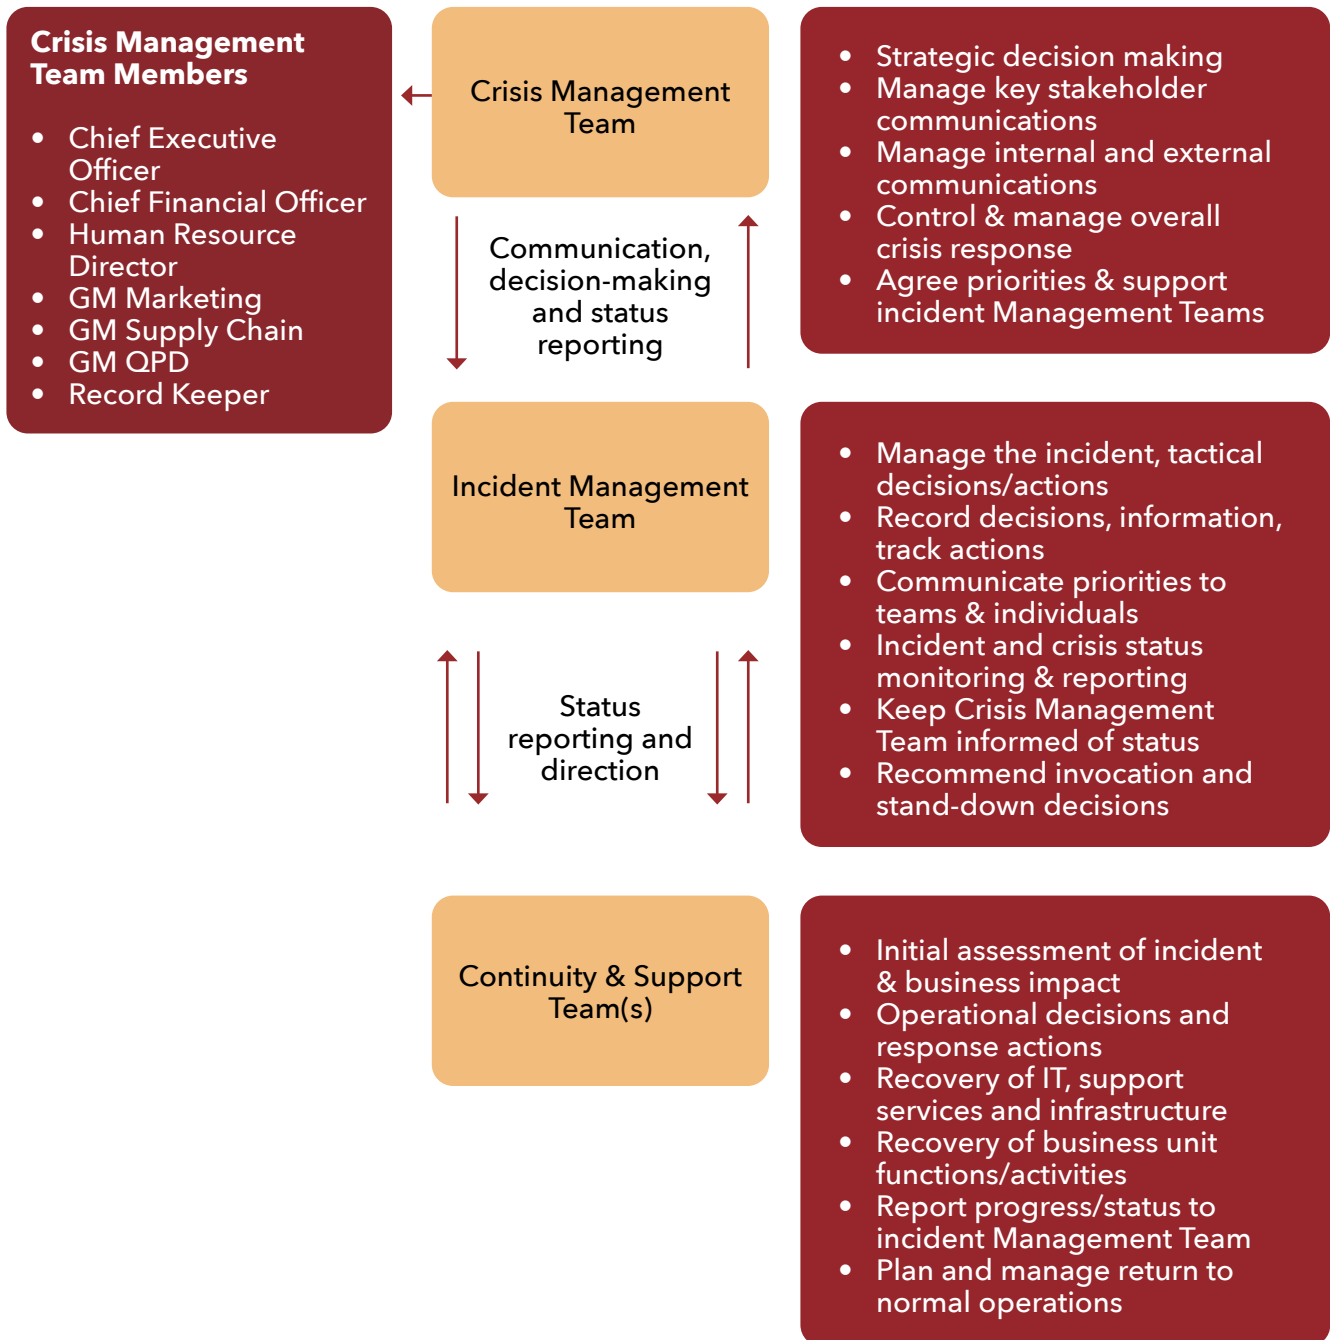 Crisis Management
Team Members
• Chief Executive
Officer
• Chief Financial Officer
• Human Resource
Director
• GM Marketing
• GM Supply Chain
• GM QPD
• Record Keeper
Crisis Management
Team
• Strategic decision making
• Manage key stakeholder
communications
• Manage internal and external
communications
• Control & manage overall
crisis response
• Agree priorities & support
incident Management Teams
Communication,
decision-making
and status
reporting
Incident Management
Team
• Manage the incident, tactical
decisions/actions
• Record decisions, information,
track actions
• Communicate priorities to
teams & individuals
• Incident and crisis status
monitoring & reporting
• Keep Crisis Management
Team informed of status
• Recommend invocation and
stand-down decisions
Status
reporting and
direction
Continuity & Support
Team(s)
• Initial assessment of incident
& business impact
• Operational decisions and
response actions
• Recovery of IT, support
services and infrastructure
• Recovery of business unit
functions/activities
• Report progress/status to
incident Management Team
• Plan and manage return to
normal operations